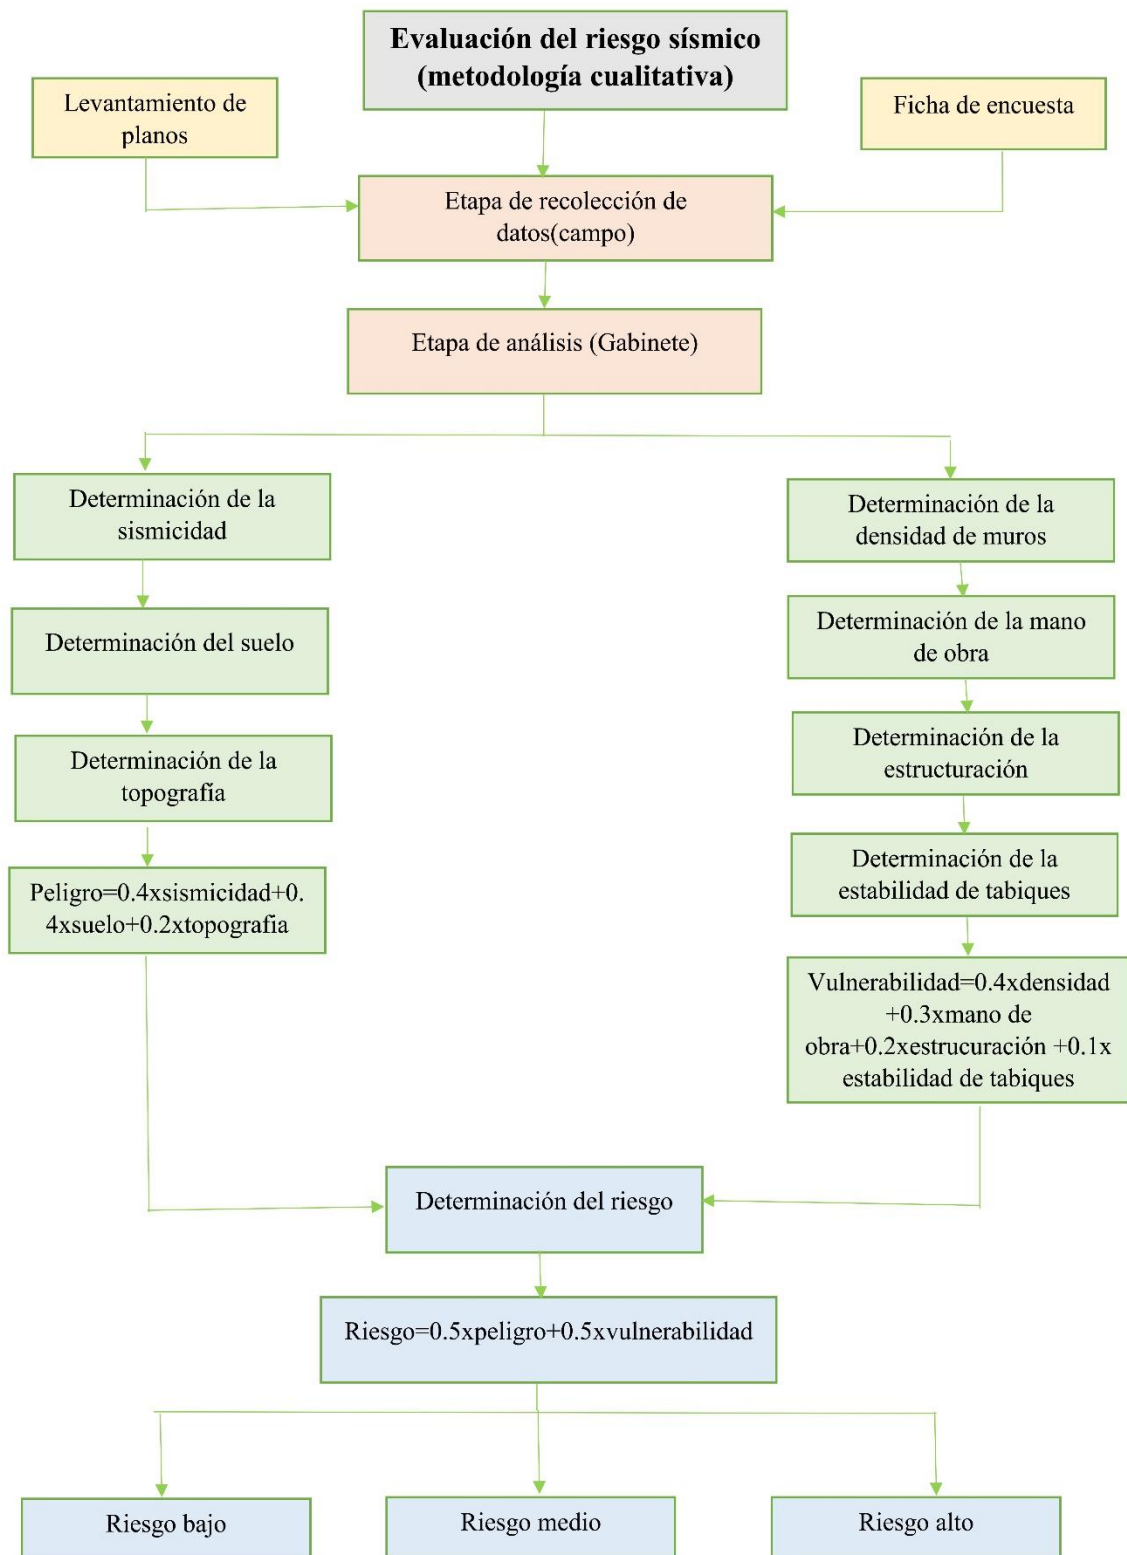 Evaluación del riesgo sísmico
(metodología cualitativa)
Levantamiento de
planos
Ficha de encuesta
Etapa de recolección de
datos(campo)
Etapa de análisis (Gabinete)
Determinación de la
sismicidad
Determinación del suelo
Determinación de la
topografía
Peligro=0.4xsismicidad+0.
4xsuelo+0.2xtopografia
Determinación de la
densidad de muros
Determinación de la mano
de obra
Determinación de la
estructuración
Determinación de la
estabilidad de tabiques
Vulnerabilidad=0.4xdensidad
+0.3xmano de
obra+0.2xestrucuración +0.1x
estabilidad de tabiques
Determinación del riesgo
Riesgo=0.5xpeligro+0.5xvulnerabilidad
Riesgo bajo
Riesgo medio
Riesgo alto